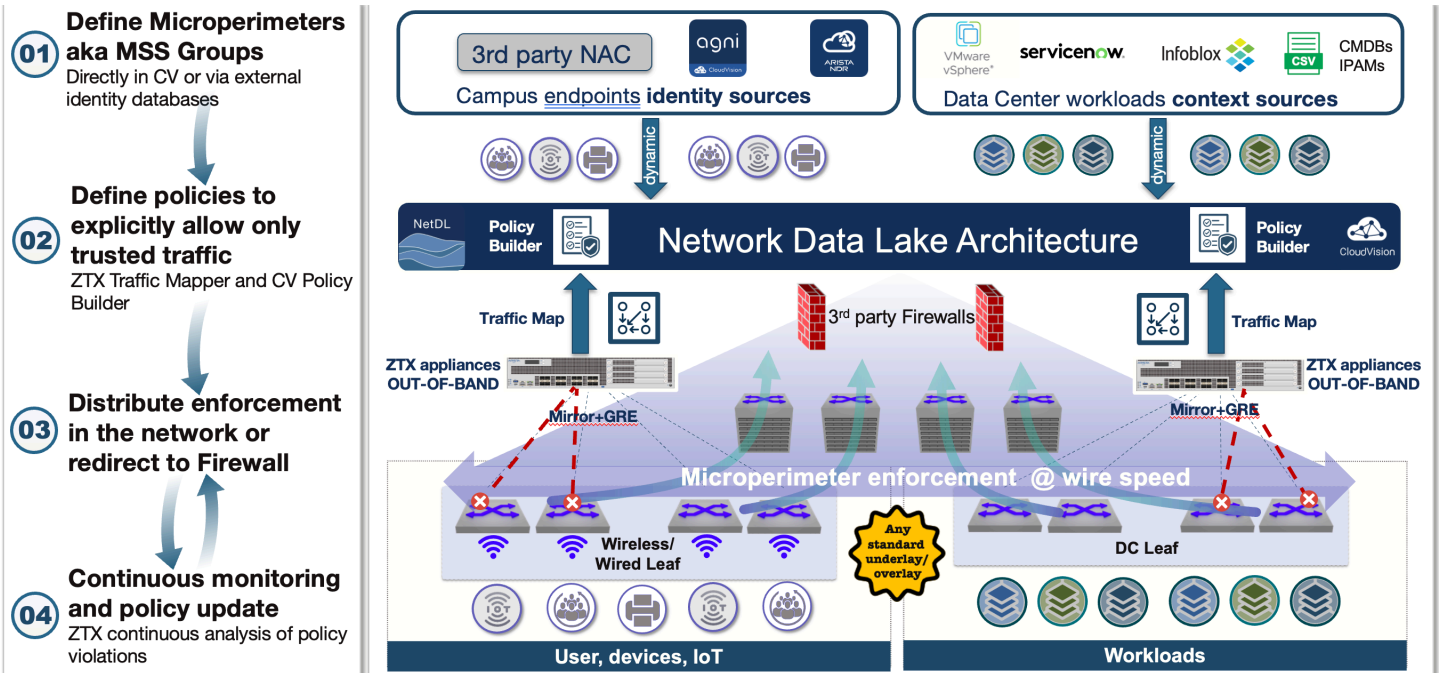 01
Define Microperimeters
aka MSS Groups
Directly in CV or via external
identity databases
02
Define policies to
explicitly allow only
trusted traffic
ZTX Traffic Mapper and CV Policy
Builder
03
Distribute enforcement
in the network or
redirect to Firewall
04
Continuous monitoring
and policy update
ZTX continuous analysis of policy
violations
3rd party NAC
agni
CloudVision
ARISTA
NDR
Campus endpoints identity sources
VMware
vSphere®
servicenow.
Infoblox
CSV
CMDBs
IPAMs
Data Center workloads context sources
dynamic
IOT
IOT
dynamic
NetDL
Policy
Builder
Network Data Lake Architecture
Policy
Builder
CloudVision
Traffic Map
3rd party Firewalls
Traffic Map
ZTX appliances
OUT-OF-BAND
ZTX appliances
OUT-OF-BAND
Mirror+GRE
Mirror+GRE
Microperimeter enforcement @ wire speed
Wireless/
Wired Leaf
Any
standard
underlay/
overlay
DC Leaf
IOT
IOT
User, devices, IoT
Workloads